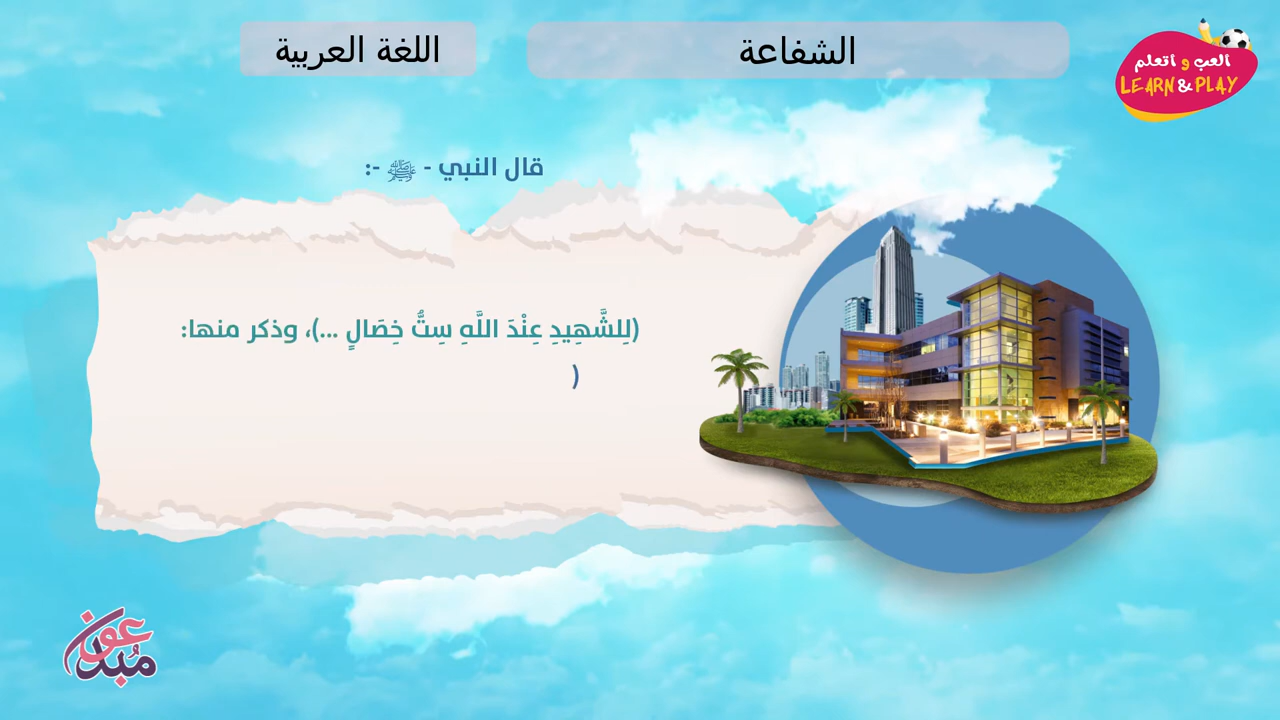 الشفاعة
اللغة العربية
العب و اتعلم
LEARN & PLAY
قال النبي - ﷺ -:
(لِلشَّهِيدِ عِنْدَ اللَّهِ سِتُّ خِصَالٍ ...)، وذكر منها:
(
مُبدعون